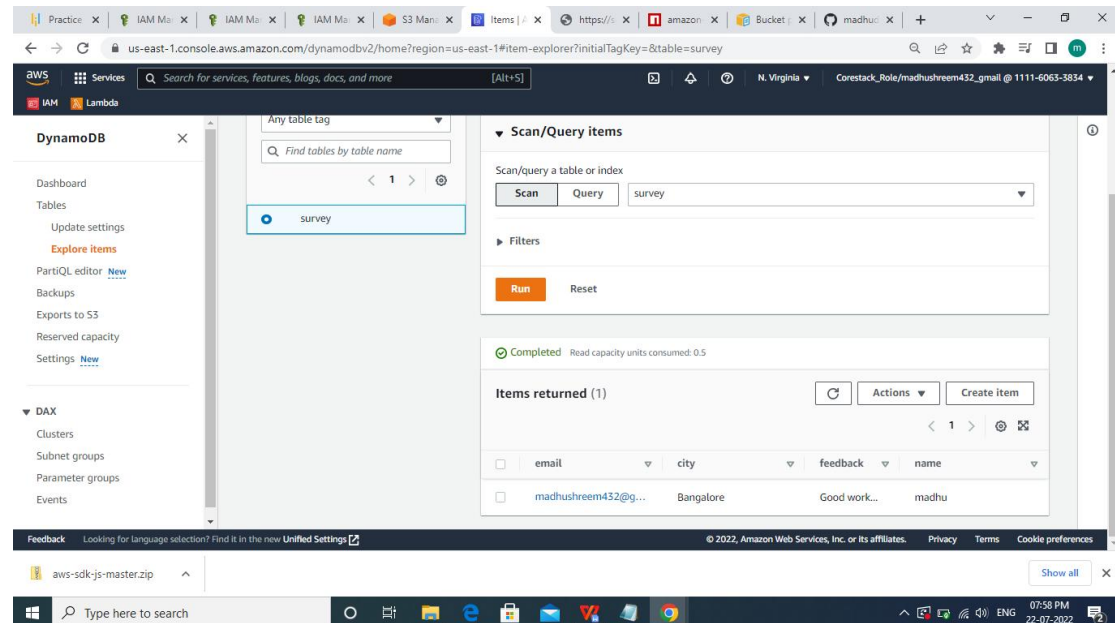 Practice
IAM Ma
IAM Ma
IAM Ma
S3 Mana
Items | A
https://s
amazon
Bucket p
madhud
us-east-1.console.aws.amazon.com/dynamodbv2/home?region=us-east-1#item-explorer?initialTagKey=&table=survey
m
aws
Services
Search for services, features, blogs, docs, and more
[Alt+S]
N. Virginia
Corestack_Role/madhushreem432_gmail @ 1111-6063-3834
IAM
Lambda
DynamoDB
Dashboard
Tables
Update settings
Explore items
PartiQL editor New
Backups
Exports to S3
Reserved capacity
Settings New
DAX
Clusters
Subnet groups
Parameter groups
Events
Any table tag
Find tables by table name
1
survey
Scan/Query items
Scan/query a table or index
Scan
Query
survey
Filters
Run
Reset
Completed Read capacity units consumed: 0.5
Items returned (1)
Actions
Create item
1
email city feedback name
madhushreem432@g... Bangalore Good work... madhu
Feedback Looking for language selection? Find it in the new Unified Settings
© 2022, Amazon Web Services, Inc. or its affiliates. Privacy Terms Cookie preferences
aws-sdk-js-master.zip
Show all
Type here to search
ENG
07:58 PM
22-07-2022
2